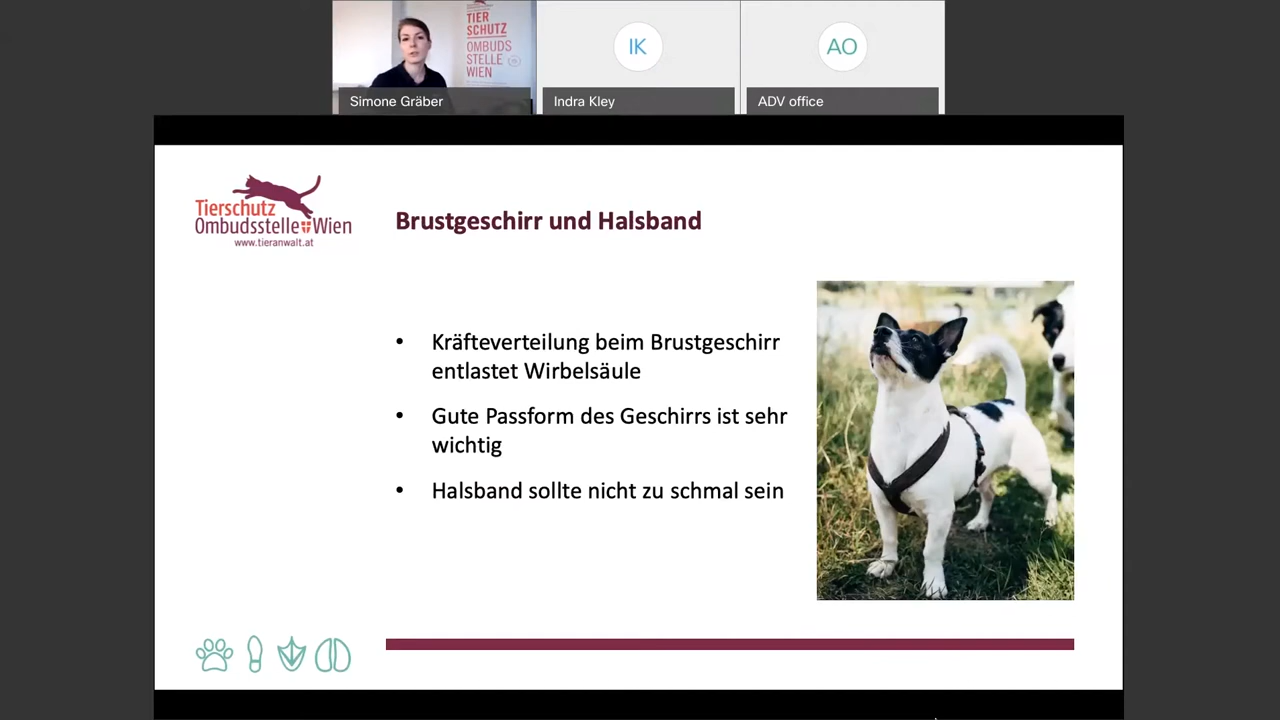 TIER
SCHUTZ
OMBUDS
STELLE
WIEN
IK
AO
Simone Gräber
Indra Kley
ADV office
Tierschutz
Ombudsstelle Wien
www.tieranwalt.at
Brustgeschirr und Halsband
• Kräfteverteilung beim Brustgeschirr
entlastet Wirbelsäule
• Gute Passform des Geschirrs ist sehr
wichtig
• Halsband sollte nicht zu schmal sein